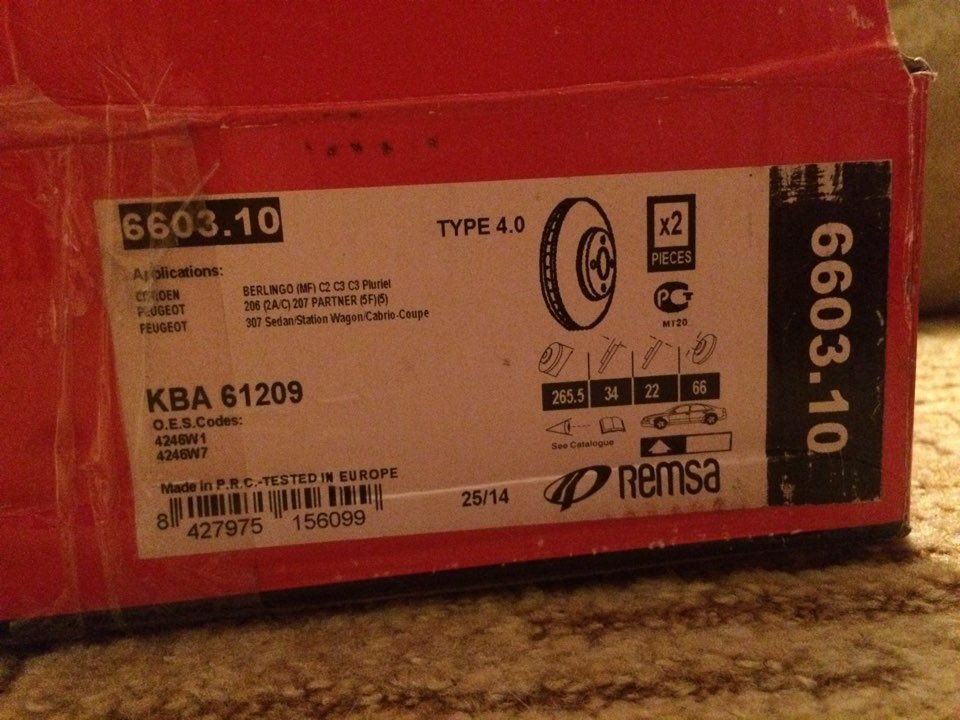 6603.10
TYPE 4.0
x2
PIECES
Applications:
CITROEN BERLINGO (MF) C2 C3 C3 Pluriel
PEUGEOT 206 (2A/C) 207 PARTNER (5F)(5)
PEUGEOT 307 Sedan/Station Wagon/Cabrio-Coupe
МТ20
265.5 34 22 66
See Catalogue
KBA 61209
O.E.S.Codes:
4246W1
4246W7
Made in P.R.C.-TESTED IN EUROPE
8 427975 156099
25/14
Remsa
6603.10